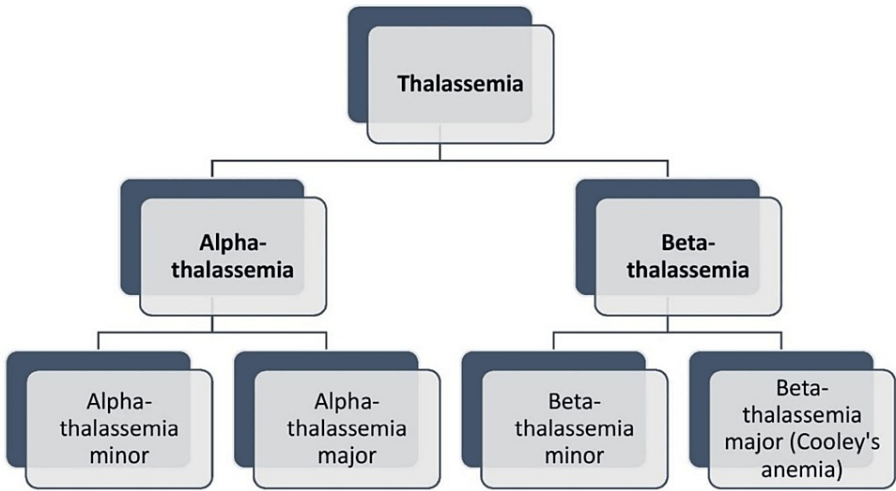 Thalassemia
Alpha-
thalassemia
Beta-
thalassemia
Alpha-
thalassemia
minor
Alpha-
thalassemia
major
Beta-
thalassemia
minor
Beta-
thalassemia
major (Cooley's
anemia)